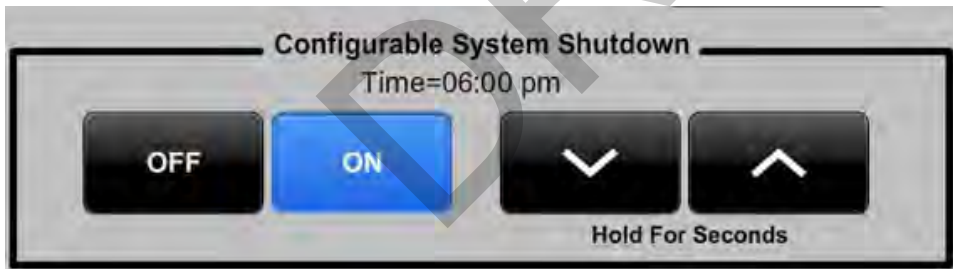 Configurable System Shutdown
Time=06:00 pm
OFF
ON
Hold For Seconds